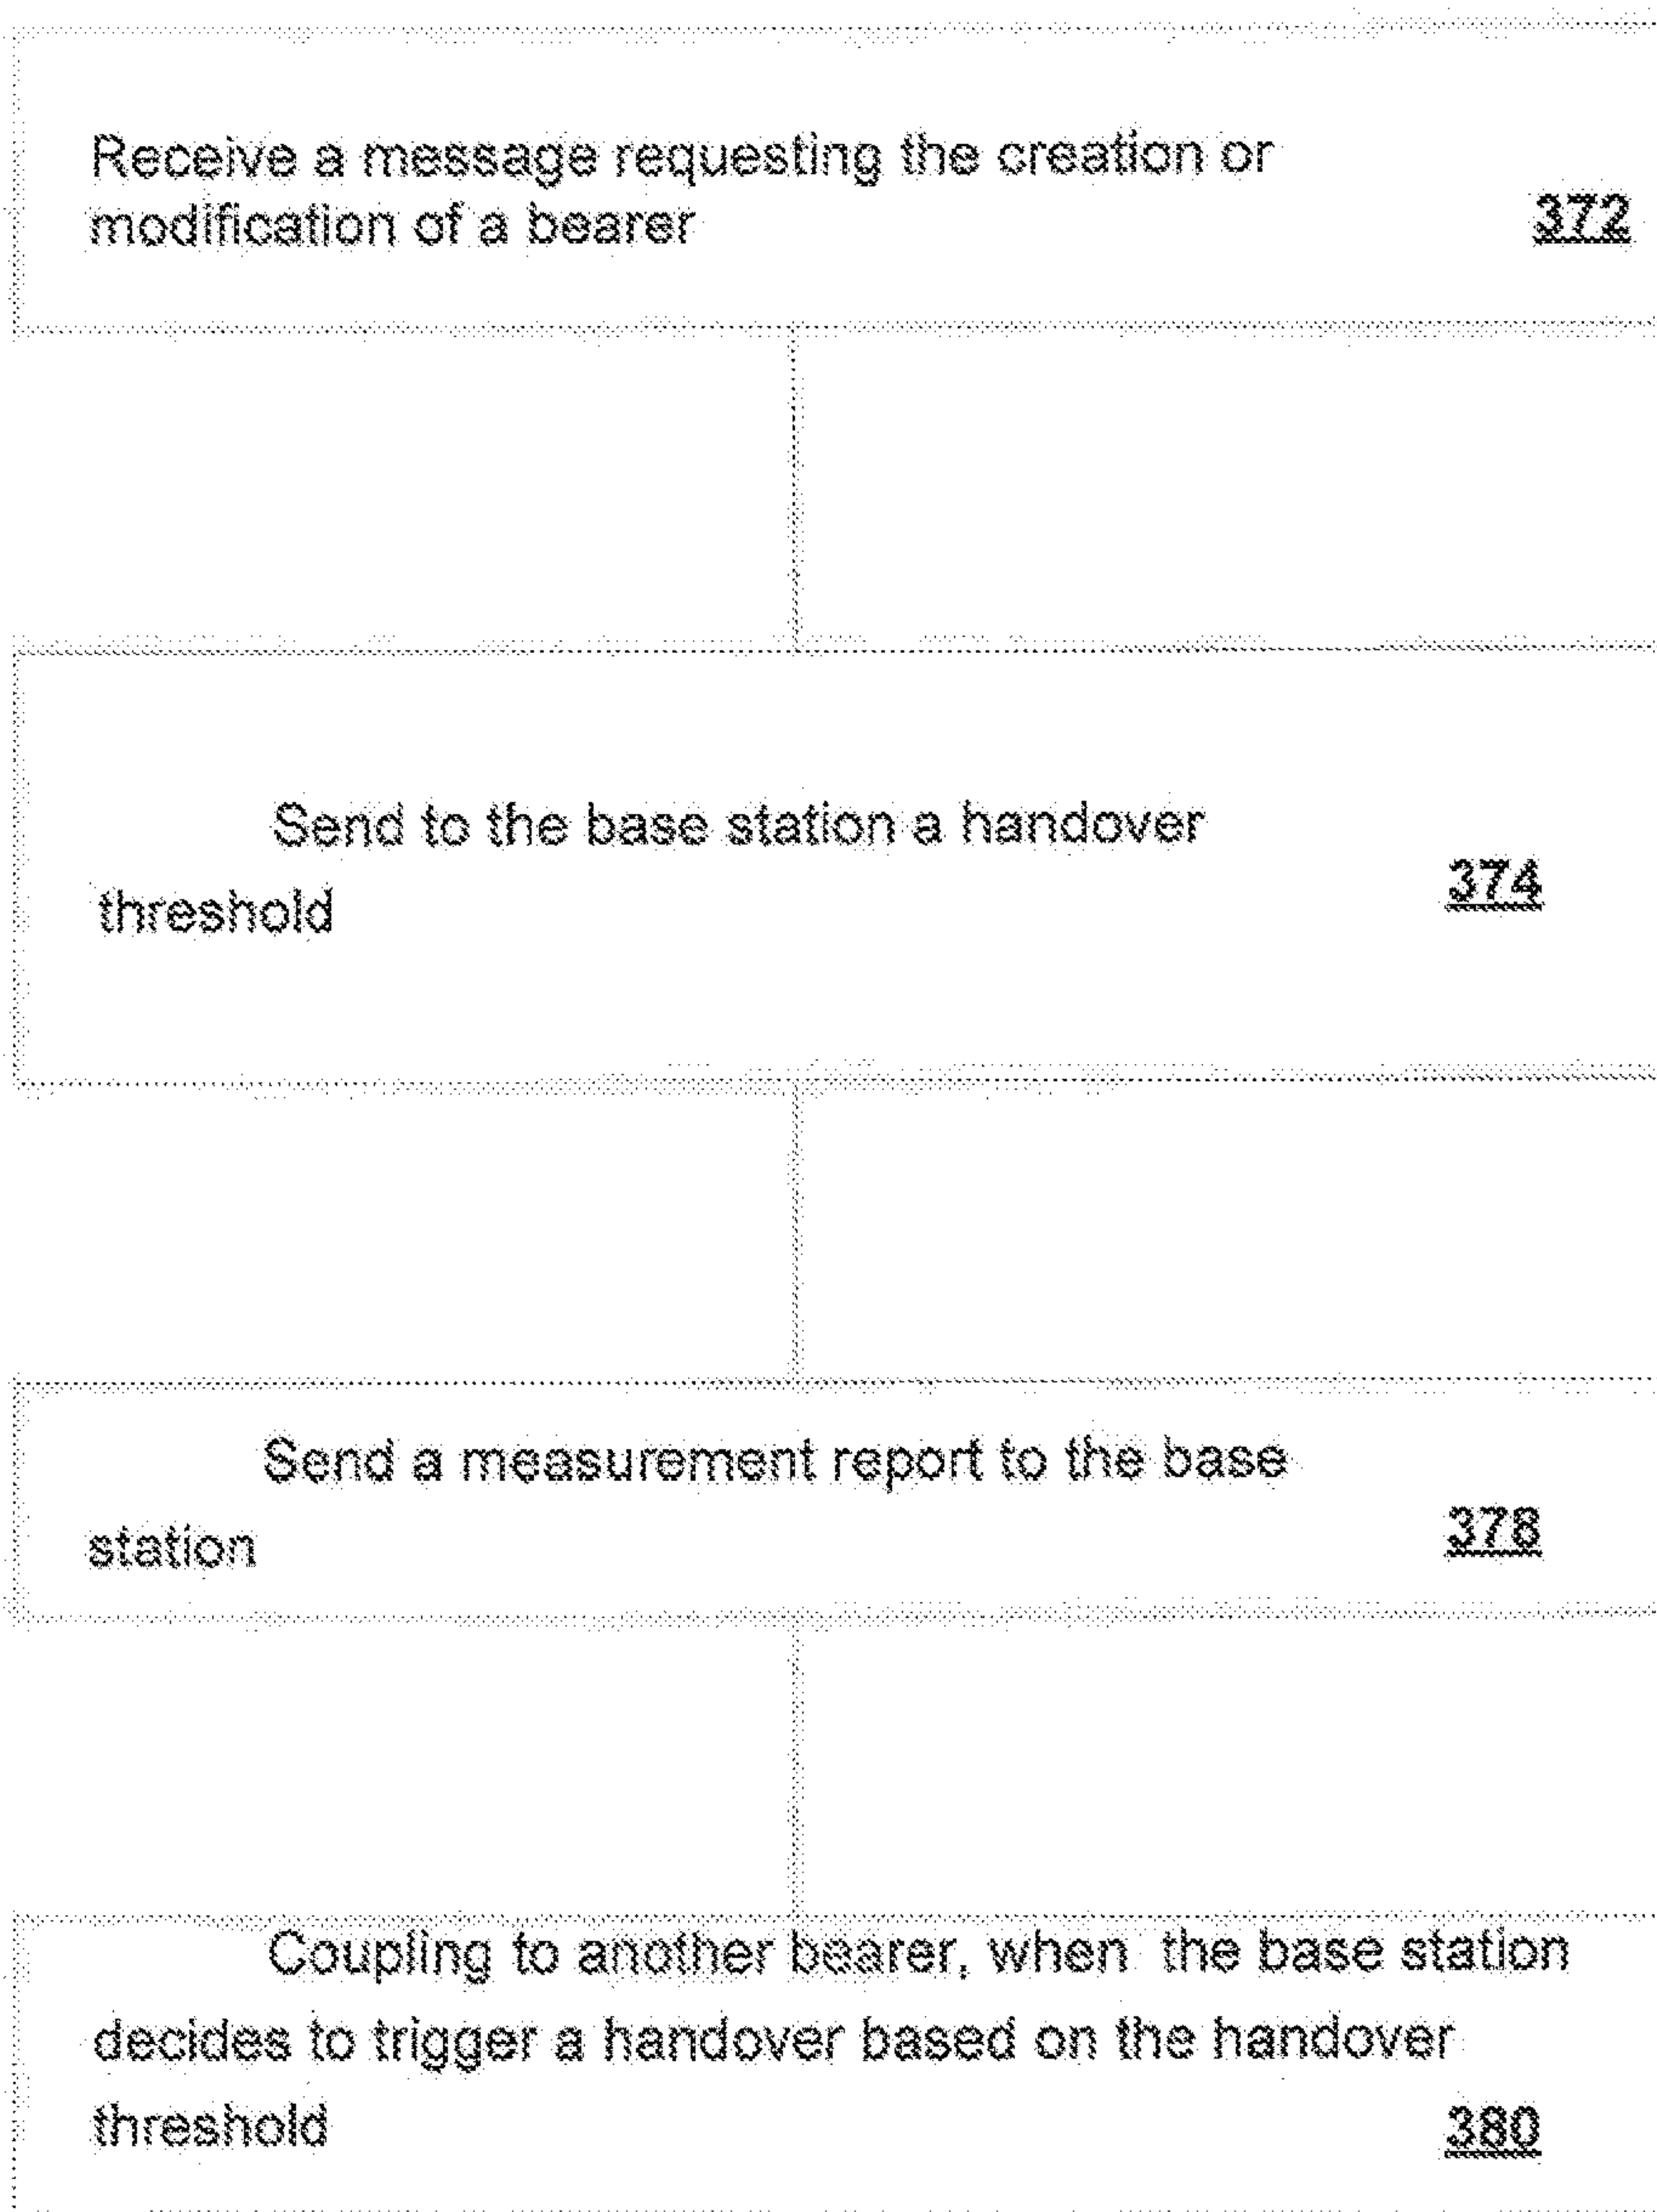 Receive a message requesting the creation or
modification of a bearer
372
Send to the base station a handover
threshold
374
Send a measurement report to the base
station
378
Coupling to another bearer, when the base station
decides to trigger a handover based on the handover
threshold
380